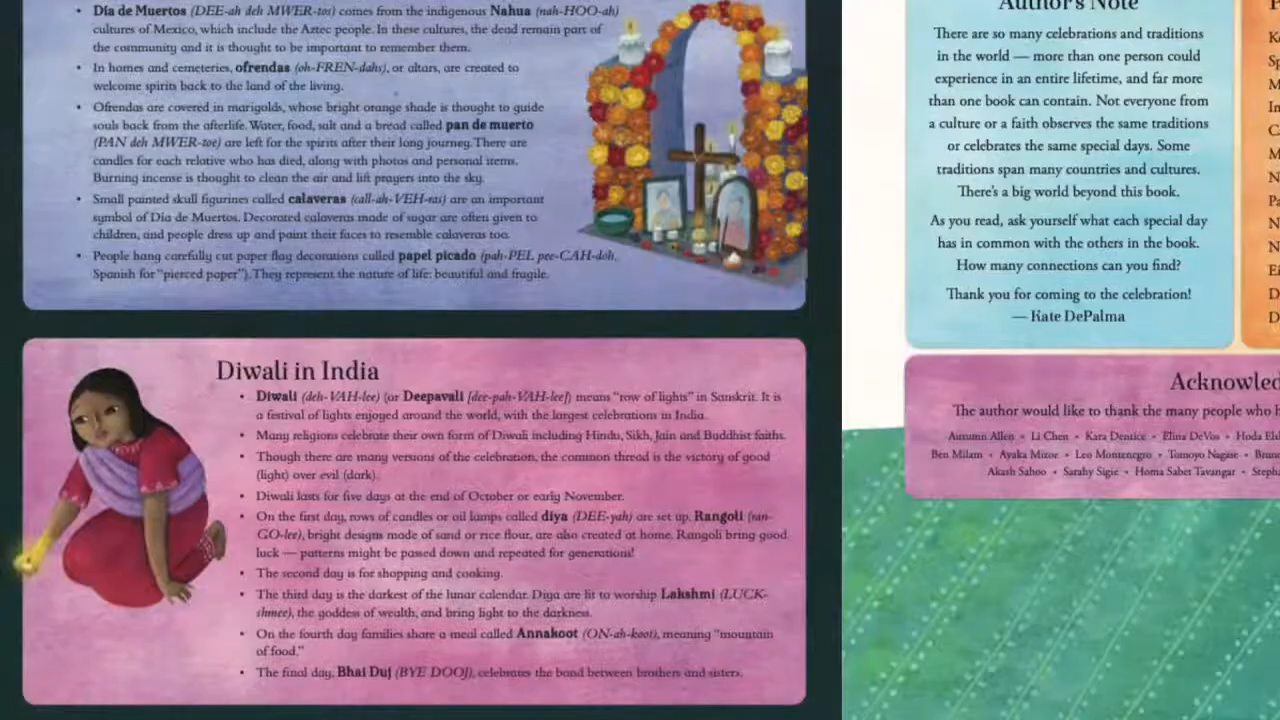 • Día de Muertos (DEE-ah deh MWER-tos) comes from the indigenous Nahua (nah-HOO-ah)
cultures of Mexico, which include the Aztec people. In these cultures, the dead remain part of
the community and it is thought to be important to remember them.
• In homes and cemeteries, ofrendas (oh-FREN-dahs), or altars, are created to
welcome spirits back to the land of the living.
• Ofrendas are covered in marigolds, whose bright orange shade is thought to guide
souls back from the afterlife. Water, food, salt and a bread called pan de muerto
(PAN deh MWER-toe) are left for the spirits after their long journey. There are
candles for each relative who has died, along with photos and personal items.
Burning incense is thought to clean the air and lift prayers into the sky.
• Small painted skull figurines called calaveras (call-ah-VEH-ras) are an important
symbol of Día de Muertos. Decorated calaveras made of sugar are often given to
children, and people dress up and paint their faces to resemble calaveras too.
• People hang carefully cut paper flag decorations called papel picado (pah-PEL pee-CAH-doh,
Spanish for "pierced paper"). They represent the nature of life: beautiful and fragile.
Diwali in India
• Diwali (deh-VAH-lee) (or Deepavali [dee-pah-VAH-lee]) means "row of lights" in Sanskrit. It is
a festival of lights enjoyed around the world, with the largest celebrations in India.
• Many religions celebrate their own form of Diwali including Hindu, Sikh, Jain and Buddhist faiths.
• Though there are many versions of the celebration, the common thread is the victory of good
(light) over evil (dark).
• Diwali lasts for five days at the end of October or early November.
• On the first day, rows of candles or oil lamps called diya (DEE-yah) are set up. Rangoli (ran-
GO-lee), bright designs made of sand or rice flour, are also created at home. Rangoli bring good
luck — patterns might be passed down and repeated for generations!
• The second day is for shopping and cooking.
• The third day is the darkest of the lunar calendar. Diya are lit to worship Lakshmi (LUCK-
shmee), the goddess of wealth, and bring light to the darkness.
• On the fourth day families share a meal called Annakoot (ON-ah-koot), meaning "mountain
of food."
• The final day, Bhai Duj (BYE DOOJ), celebrates the bond between brothers and sisters.
Author's Note
There are so many celebrations and traditions
in the world — more than one person could
experience in an entire lifetime, and far more
than one book can contain. Not everyone from
a culture or a faith observes the same traditions
or celebrates the same special days. Some
traditions span many countries and cultures.
There's a big world beyond this book.
As you read, ask yourself what each special day
has in common with the others in the book.
How many connections can you find?
Thank you for coming to the celebration!
— Kate DePalma
Acknowled
The author would like to thank the many people who h
Autumn Allen • Li Chen • Kara Dentice • Elina DeVos • Hoda Eld
Ben Milam • Ayaka Mizoe • Leo Montenegro • Tomoyo Nagase • Brun
Akash Sahoo • Sarahy Sigie • Homa Sabet Tavangar • Steph